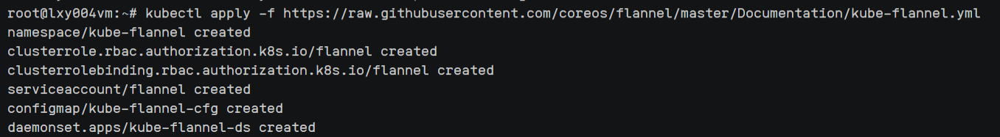 root@lxy004vm:~# kubectl apply -f https://raw.githubusercontent.com/coreos/flannel/master/Documentation/kube-flannel.yml
namespace/kube-flannel created
clusterrole.rbac.authorization.k8s.io/flannel created
clusterrolebinding.rbac.authorization.k8s.io/flannel created
serviceaccount/flannel created
configmap/kube-flannel-cfg created
daemonset.apps/kube-flannel-ds created